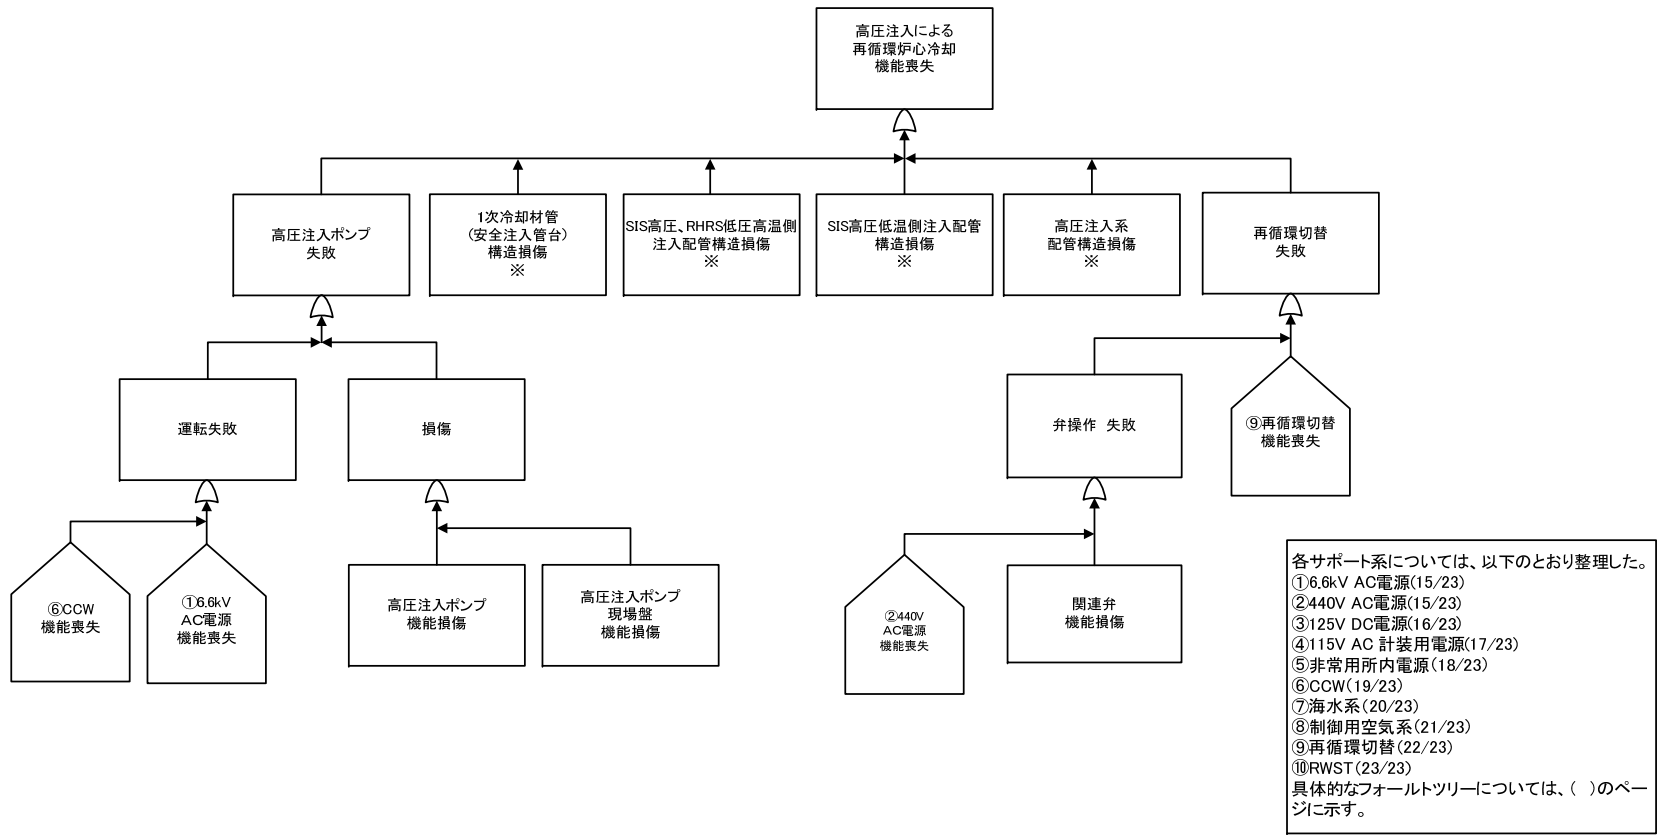 高圧注入による
再循環炉心冷却
機能喪失
高圧注入ポンプ
失敗
1次冷却材管
(安全注入管台)
構造損傷
※
SIS高圧、RHRS低圧高温側
注入配管構造損傷
※
SIS高圧低温側注入配管
構造損傷
※
高圧注入系
配管構造損傷
※
再循環切替
失敗
運転失敗
損傷
弁操作 失敗
⑨再循環切替
機能喪失
⑥CCW
機能喪失
①6.6kV
AC電源
機能喪失
高圧注入ポンプ
機能損傷
高圧注入ポンプ
現場盤
機能損傷
②440V
AC電源
機能喪失
関連弁
機能損傷
各サポート系については、以下のとおり整理した。
①6.6kV AC電源(15/23)
②440V AC電源(15/23)
③125V DC電源(16/23)
④115V AC 計装用電源(17/23)
⑤非常用所内電源(18/23)
⑥CCW(19/23)
⑦海水系(20/23)
⑧制御用空気系(21/23)
⑨再循環切替(22/23)
⑩RWST(23/23)
具体的なフォールトツリーについては、( )のペー
ジに示す。